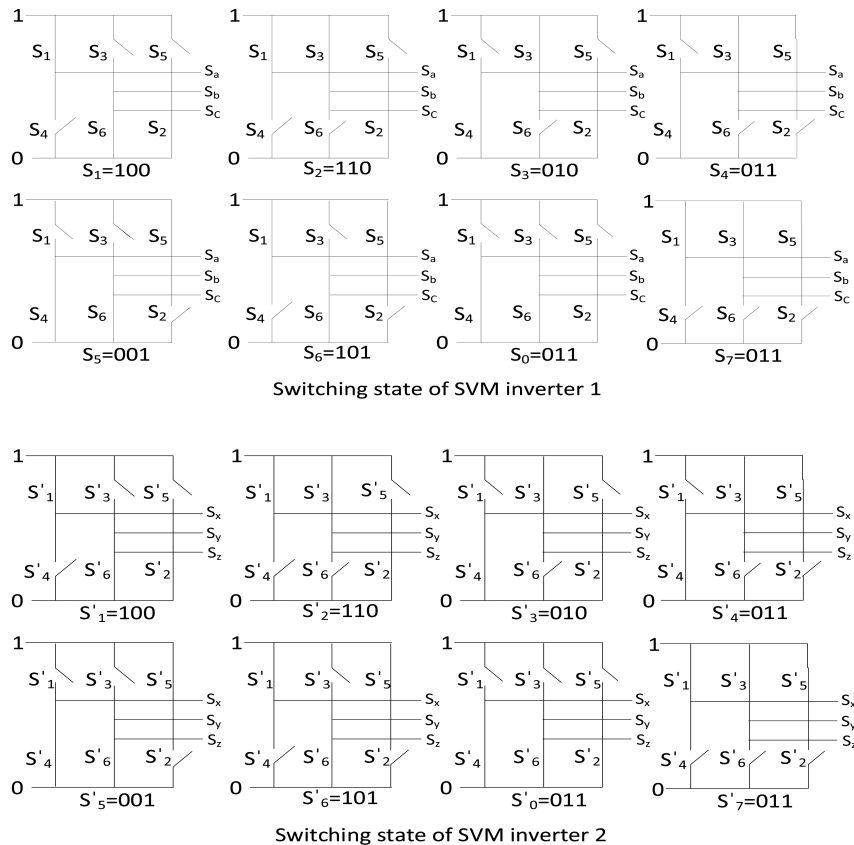 1 1 1 1
S1 S3 S5 S1 S3 S5 S1 S3 S5 S1 S3 S5
Sa Sa Sa Sa
Sb Sb Sb Sb
SC SC SC SC
S4 S6 S2 S4 S6 S2 S4 S6 S2 S4 S6 S2
0 0 0 0
S1=100 S2=110 S3=010 S4=011
1 1 1 1
S1 S3 S5 S1 S3 S5 S1 S3 S5 S1 S3 S5
Sa Sa Sa Sa
Sb Sb Sb Sb
SC SC SC SC
S4 S6 S2 S4 S6 S2 S4 S6 S2 S4 S6 S2
0 0 0 0
S5=001 S6=101 S0=011 S7=011
Switching state of SVM inverter 1
1 1 1 1
S'1 S'3 S'5 S'1 S'3 S'5 S'1 S'3 S'5 S'1 S'3 S'5
Sx Sx Sx Sx
Sy Sy Sy Sy
Sz Sz Sz Sz
S'4 S'6 S'2 S'4 S'6 S'2 S'4 S'6 S'2 S'4 S'6 S'2
0 0 0 0
S'1=100 S'2=110 S'3=010 S'4=011
1 1 1 1
S'1 S'3 S'5 S'1 S'3 S'5 S'1 S'3 S'5 S'1 S'3 S'5
Sx Sx Sx Sx
Sy Sy Sy Sy
Sz Sz Sz Sz
S'4 S'6 S'2 S'4 S'6 S'2 S'4 S'6 S'2 S'4 S'6 S'2
0 0 0 0
S'5=001 S'6=101 S'0=011 S'7=011
Switching state of SVM inverter 2